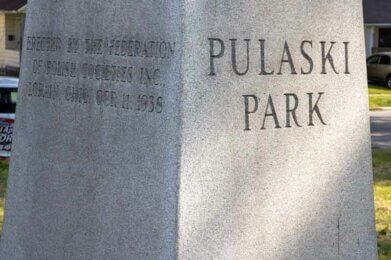 ERECTED BY THE FEDERATION
OF POLISH SOCIETIES INC.
LORAIN, OHIO, OCT. 11, 1938
PULASKI
PARK